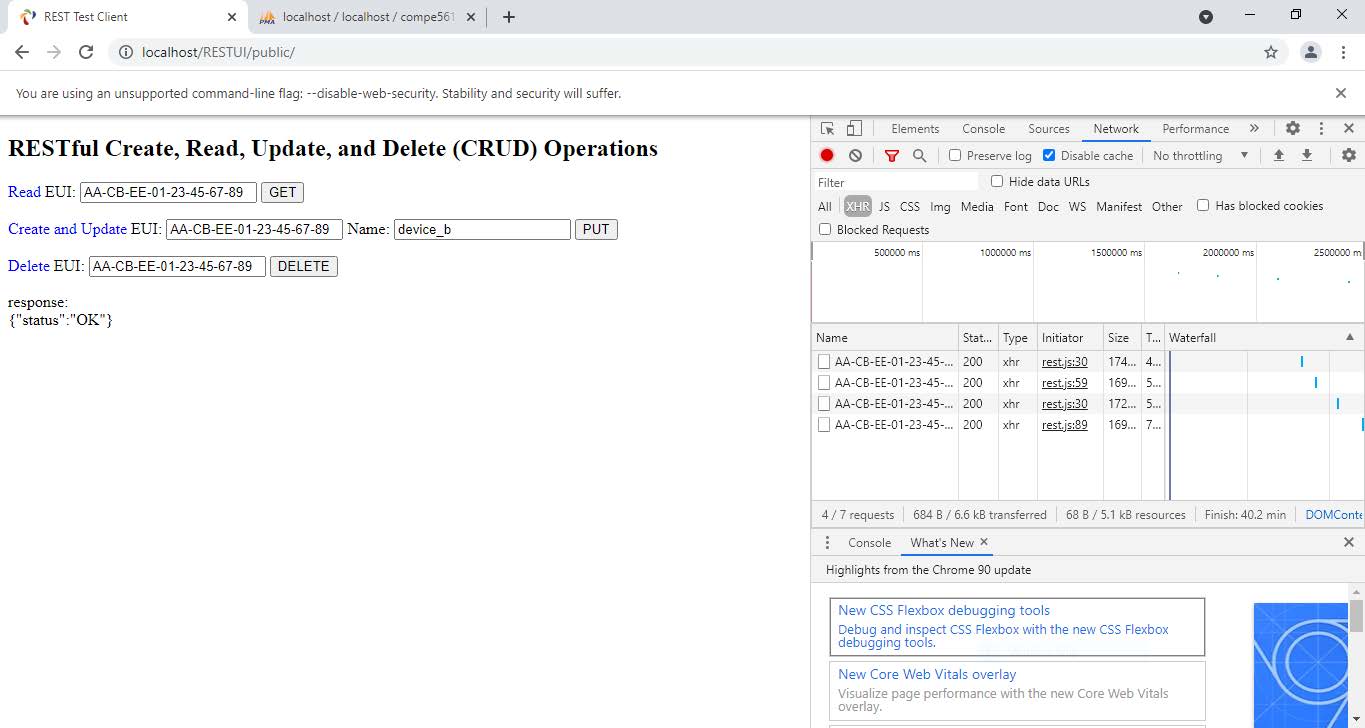 REST Test Client
localhost / localhost / compe561
localhost/RESTUI/public/
You are using an unsupported command-line flag: --disable-web-security. Stability and security will suffer.
RESTful Create, Read, Update, and Delete (CRUD) Operations
Read EUI: AA-CB-EE-01-23-45-67-89 GET
Create and Update EUI: AA-CB-EE-01-23-45-67-89 Name: device_b PUT
Delete EUI: AA-CB-EE-01-23-45-67-89 DELETE
response:
{"status":"OK"}
Elements Console Sources Network Performance
Preserve log Disable cache No throttling
Filter Hide data URLs
All XHR JS CSS Img Media Font Doc WS Manifest Other Has blocked cookies
Blocked Requests
500000 ms 1000000 ms 1500000 ms 2000000 ms 2500000 m
Name Stat... Type Initiator Size T... Waterfall
AA-CB-EE-01-23-45-... 200 xhr rest.js:30 174... 4...
AA-CB-EE-01-23-45-... 200 xhr rest.js:59 169... 5...
AA-CB-EE-01-23-45-... 200 xhr rest.js:30 172... 5...
AA-CB-EE-01-23-45-... 200 xhr rest.js:89 169... 7...
4 / 7 requests 684 B / 6.6 kB transferred 68 B / 5.1 kB resources Finish: 40.2 min DOMConte
Console What's New
Highlights from the Chrome 90 update
New CSS Flexbox debugging tools
Debug and inspect CSS Flexbox with the new CSS Flexbox
debugging tools.
New Core Web Vitals overlay
Visualize page performance with the new Core Web Vitals
overlay.